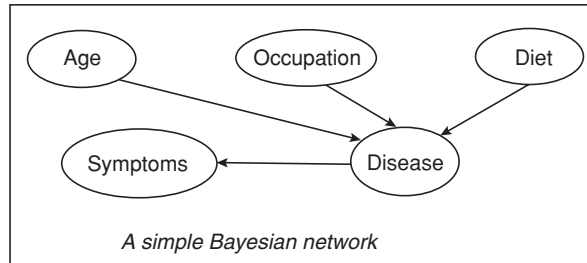 Age
Occupation
Diet
Symptoms
Disease
A simple Bayesian network